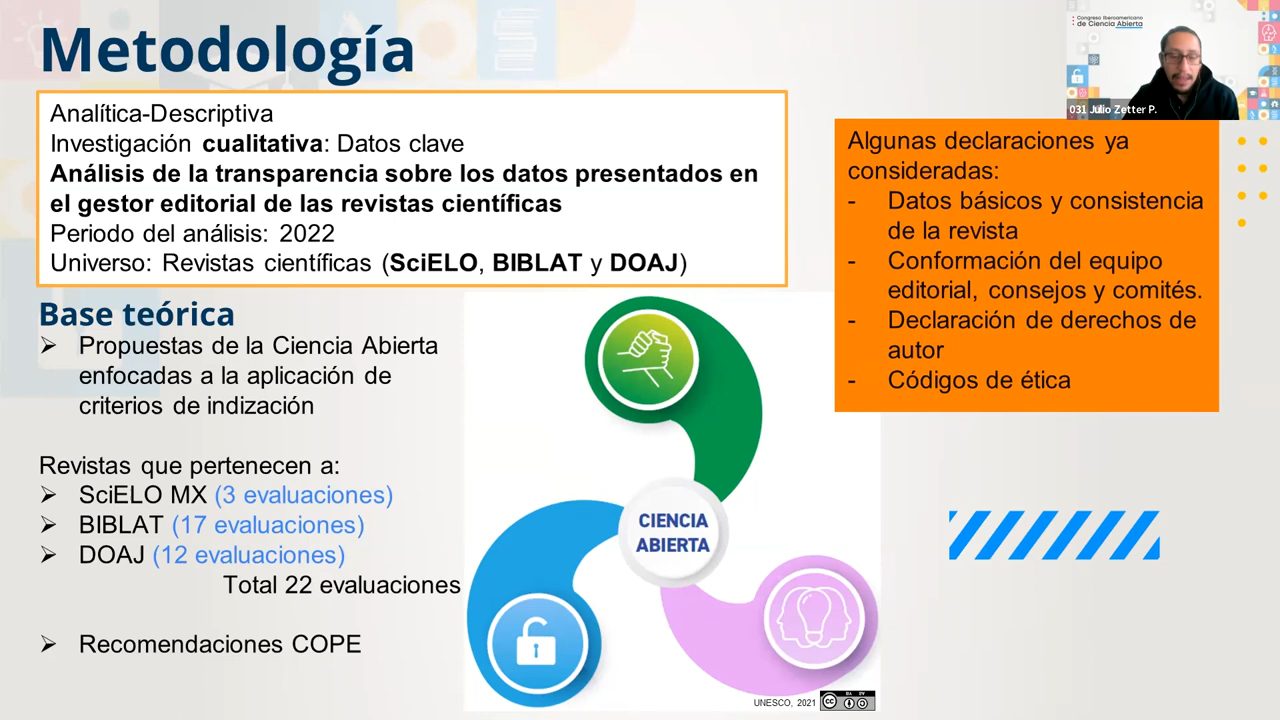 Metodología
Analítica-Descriptiva
Investigación cualitativa: Datos clave
Análisis de la transparencia sobre los datos presentados en
el gestor editorial de las revistas científicas
Periodo del análisis: 2022
Universo: Revistas científicas (SciELO, BIBLAT y DOAJ)
Base teórica
➢ Propuestas de la Ciencia Abierta
enfocadas a la aplicación de
criterios de indización
Revistas que pertenecen a:
➢ SciELO MX (3 evaluaciones)
➢ BIBLAT (17 evaluaciones)
➢ DOAJ (12 evaluaciones)
Total 22 evaluaciones
➢ Recomendaciones COPE
CIENCIA
ABIERTA
UNESCO, 2021
Congreso Iberoamericano
de Ciencia Abierta
031 Julio Zetter P.
Algunas declaraciones ya
consideradas:
- Datos básicos y consistencia
de la revista
- Conformación del equipo
editorial, consejos y comités.
- Declaración de derechos de
autor
- Códigos de ética